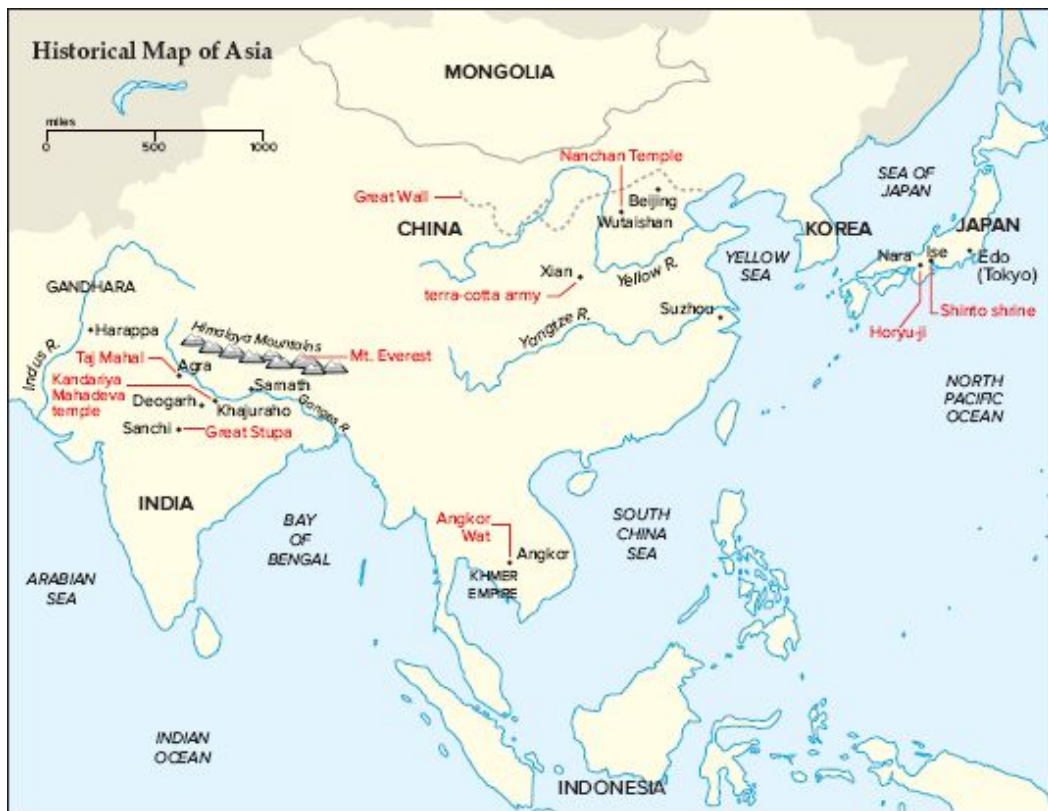 Historical Map of Asia
miles
0 500 1000
MONGOLIA
Nanchan Temple
Great Wall
Beijing
CHINA
Wutaishan
SEA OF
JAPAN
KOREA
JAPAN
YELLOW
SEA
Nara
Ise
Edo
(Tokyo)
Xian
Yellow R.
terra-cotta army
Shinto shrine
Horyu-ji
GANDHARA
Suzhou
Yangtze R.
Harappa
Himalaya Mountains
Indus R.
Taj Mahal
Mt. Everest
Agra
Kandariya
Mahadeva
temple
Sarnath
Deogarh
Khajuraho
Ganges R.
Sanchi
Great Stupa
NORTH
PACIFIC
OCEAN
INDIA
BAY
OF
BENGAL
Angkor
Wat
SOUTH
CHINA
SEA
Angkor
KHMER
EMPIRE
ARABIAN
SEA
INDIAN
OCEAN
INDONESIA